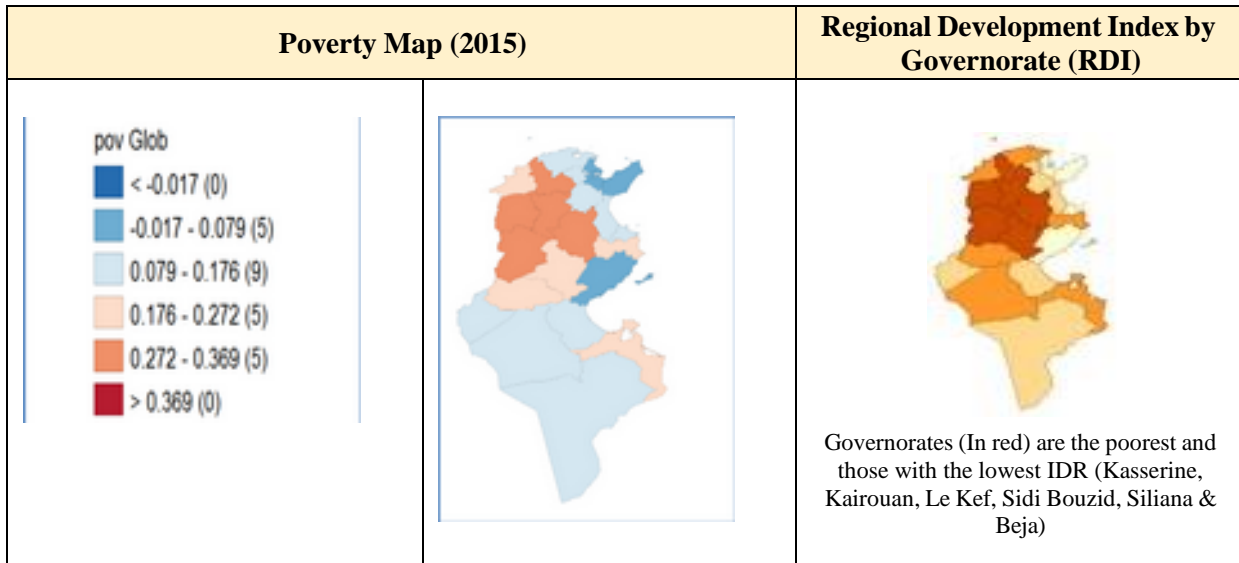 Poverty Map (2015)
Regional Development Index by
Governorate (RDI)
pov Glob
< -0.017 (0)
-0.017 - 0.079 (5)
0.079 - 0.176 (9)
0.176 - 0.272 (5)
0.272 - 0.369 (5)
> 0.369 (0)
Governorates (In red) are the poorest and
those with the lowest IDR (Kasserine,
Kairouan, Le Kef, Sidi Bouzid, Siliana &
Beja)